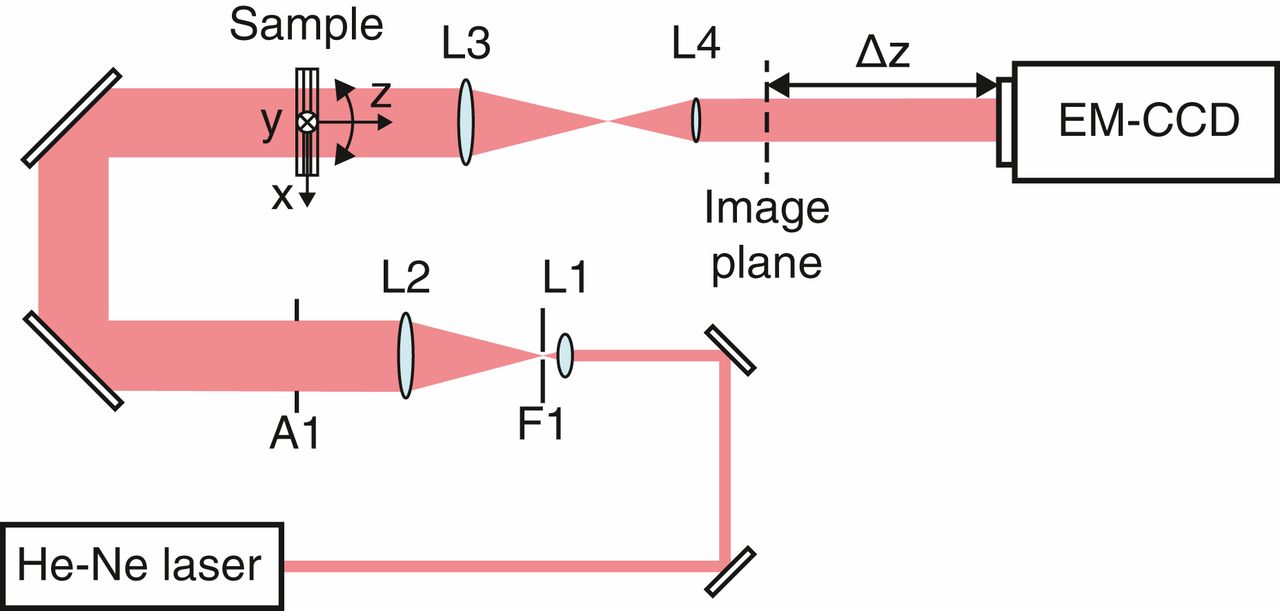 Sample
L3
L4
Δz
EM-CCD
y
z
x
Image
plane
L2
L1
A1
F1
He-Ne laser